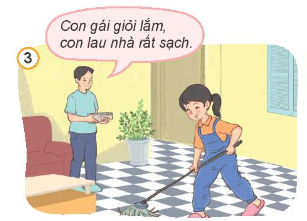 Con gái giỏi lắm,
con lau nhà rất sạch.
3